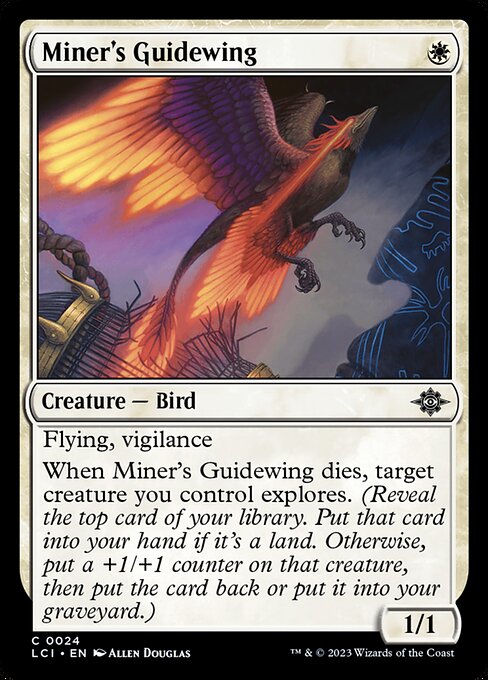 Miner's Guidewing
Creature — Bird
Flying, vigilance
When Miner's Guidewing dies, target
creature you control explores. (Reveal
the top card of your library. Put that card
into your hand if it's a land. Otherwise,
put a +1/+1 counter on that creature,
then put the card back or put it into your
graveyard.)
1/1
C 0024
LCI • EN Allen Douglas
™ & © 2023 Wizards of the Coast